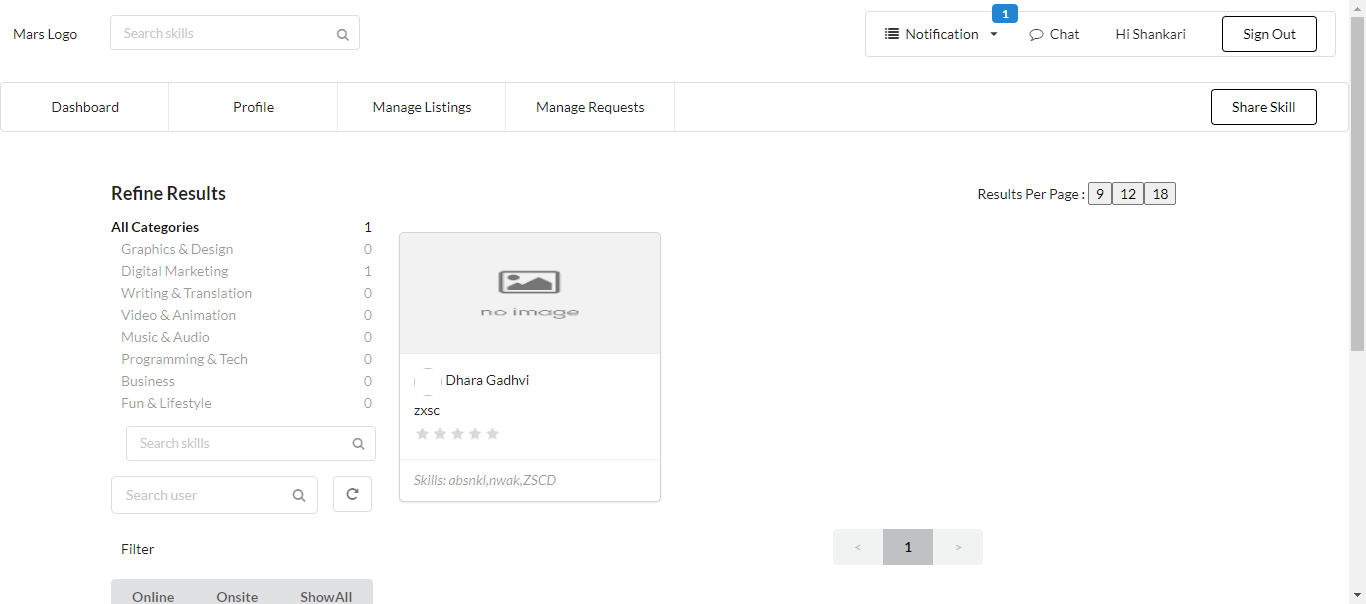 Mars Logo
Search skills
1
Notification
Chat
Hi Shankari
Sign Out
Dashboard
Profile
Manage Listings
Manage Requests
Share Skill
Refine Results
Results Per Page : 9 12 18
All Categories 1
Graphics & Design 0
Digital Marketing 1
Writing & Translation 0
Video & Animation 0
Music & Audio 0
Programming & Tech 0
Business 0
Fun & Lifestyle 0
Search skills
Search user
Filter
Online Onsite ShowAll
no image
Dhara Gadhvi
zxsc
Skills: absnkl,nwak,ZSCD
< 1 >